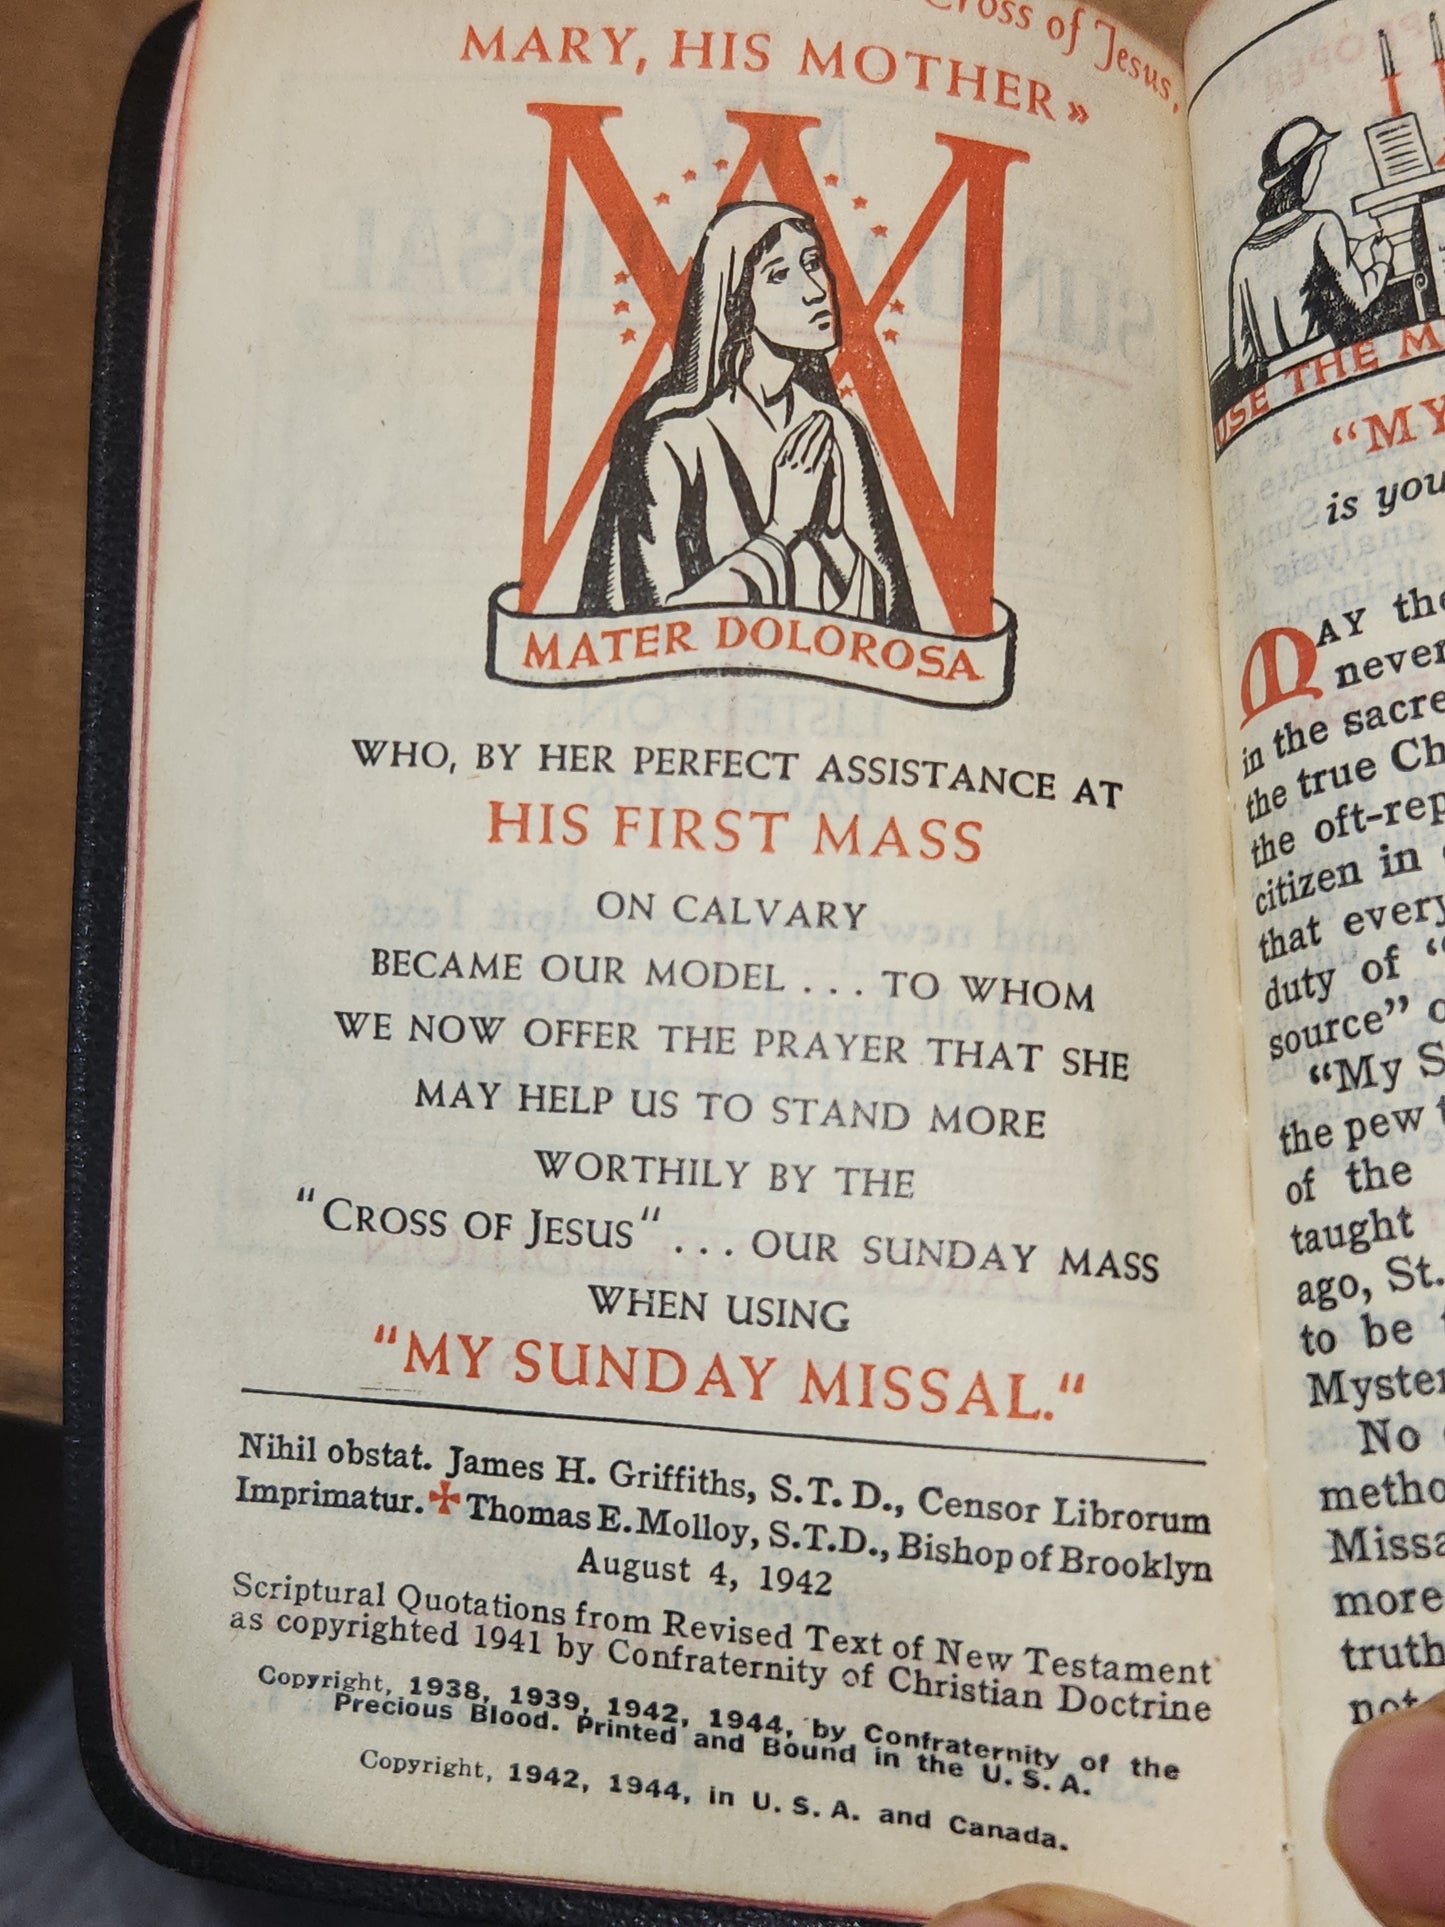 Cross of Jesus,
MARY, HIS MOTHER»
MATER DOLOROSA
WHO, BY HER PERFECT ASSISTANCE AT
HIS FIRST MASS
ON CALVARY
BECAME OUR MODEL . . . TO WHOM
WE NOW OFFER THE PRAYER THAT SHE
MAY HELP US TO STAND MORE
WORTHILY BY THE
"CROSS OF JESUS" . . . OUR SUNDAY MASS
WHEN USING
"MY SUNDAY MISSAL."
Nihil obstat. James H. Griffiths, S.T.D., Censor Librorum
Imprimatur. ✠ Thomas E. Molloy, S.T.D., Bishop of Brooklyn
August 4, 1942
Scriptural Quotations from Revised Text of New Testament
as copyrighted 1941 by Confraternity of Christian Doctrine
Copyright, 1938, 1939, 1942, 1944, by Confraternity of the
Precious Blood. Printed and Bound in the U. S. A.
Copyright, 1942, 1944, in U. S. A. and Canada.
USE THE M
"MY
is you
MAY the
never
in the sacre
the true Ch
the oft-rep
citizen in
that every
duty of "
source" o
"My S
the pew t
of the
taught
ago, St.
to be
Myster
No
metho
Missa
more
truth
not